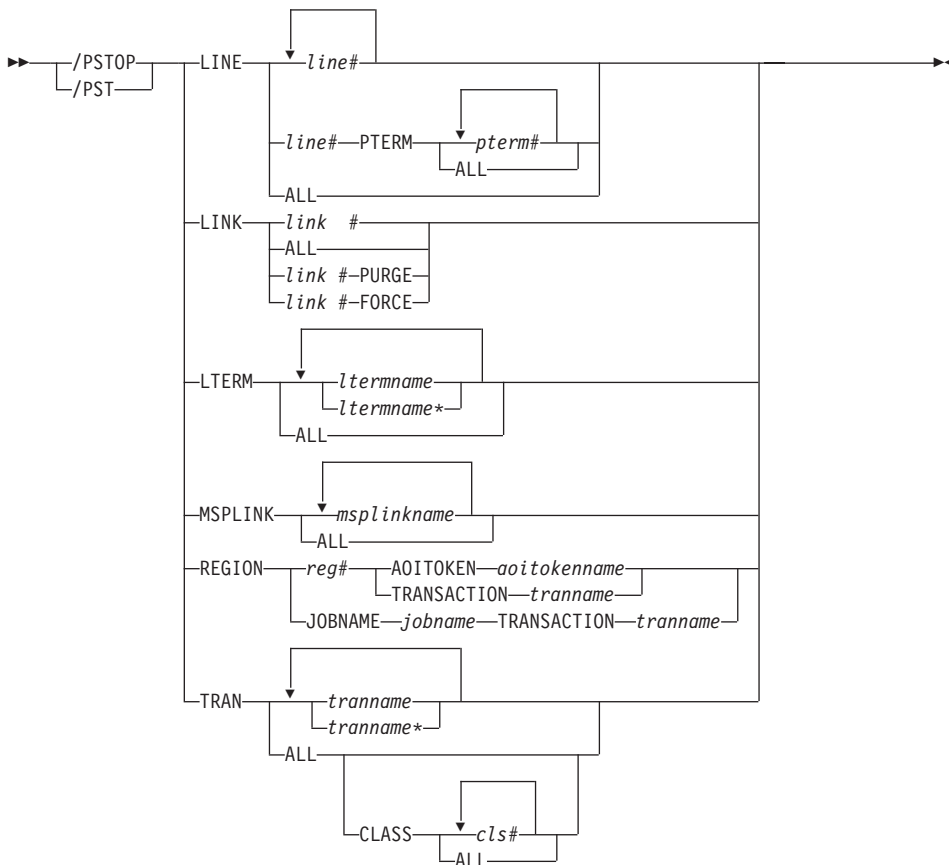 line#
/PSTOP LINE
/PST
line# PTERM pterm#
ALL
ALL
LINK link #
ALL
link # PURGE
link # FORCE
LTERM ltermname
ltermname*
ALL
MSPLINK msplinkname
ALL
REGION reg# AOITOKEN aoitokenname
TRANSACTION tranname
JOBNAME jobname TRANSACTION tranname
TRAN tranname
tranname*
ALL
CLASS cls#
ALL